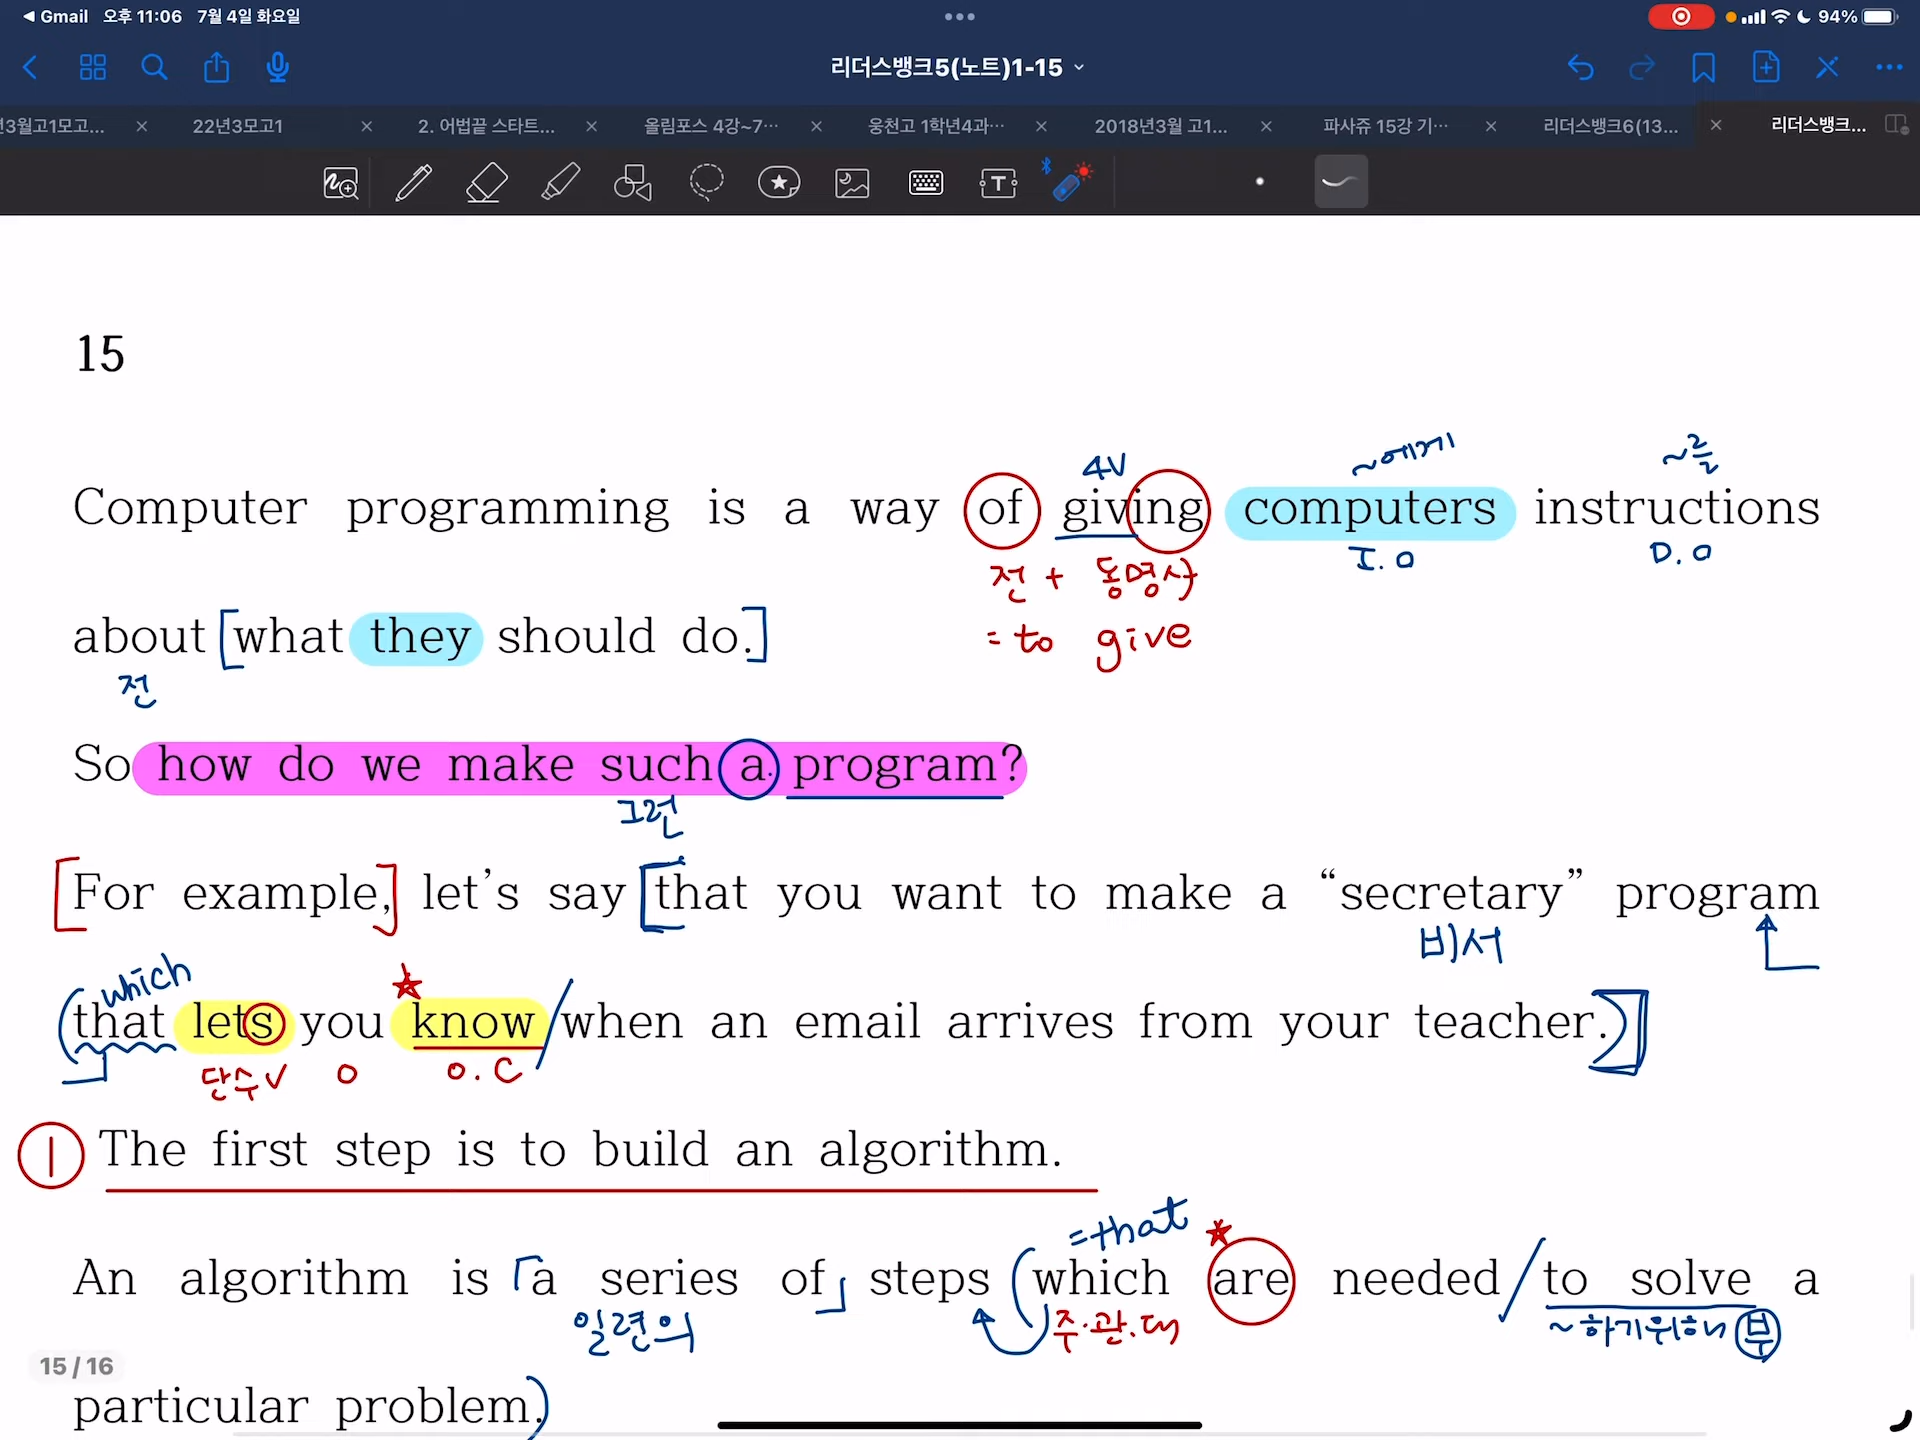 ◀ Gmail 오후 11:06 7월 4일 화요일 94%
리더스뱅크5(노트)1-15
년3월고1모고... 22년3모고1 2. 어법끝 스타트... 올림포스 4강~7... 웅천고 1학년4과... 2018년3월 고1... 파사쥬 15강 기... 리더스뱅크6(13... 리더스뱅크...
15
4V ~에게 ~를
Computer programming is a way of giving computers instructions
I.O D.O
전 + 동명사
about [what they should do.]
= to give
전
So how do we make such a program?
그런
[For example,] let's say [that you want to make a “secretary” program
비서
which
(that lets you know / when an email arrives from your teacher.)]
단수V O O.C
① The first step is to build an algorithm.
=that
An algorithm is 「a series of」 steps (which are needed / to solve a
일련의 주.관.대 ~하기위해 부
15 / 16
particular problem.)